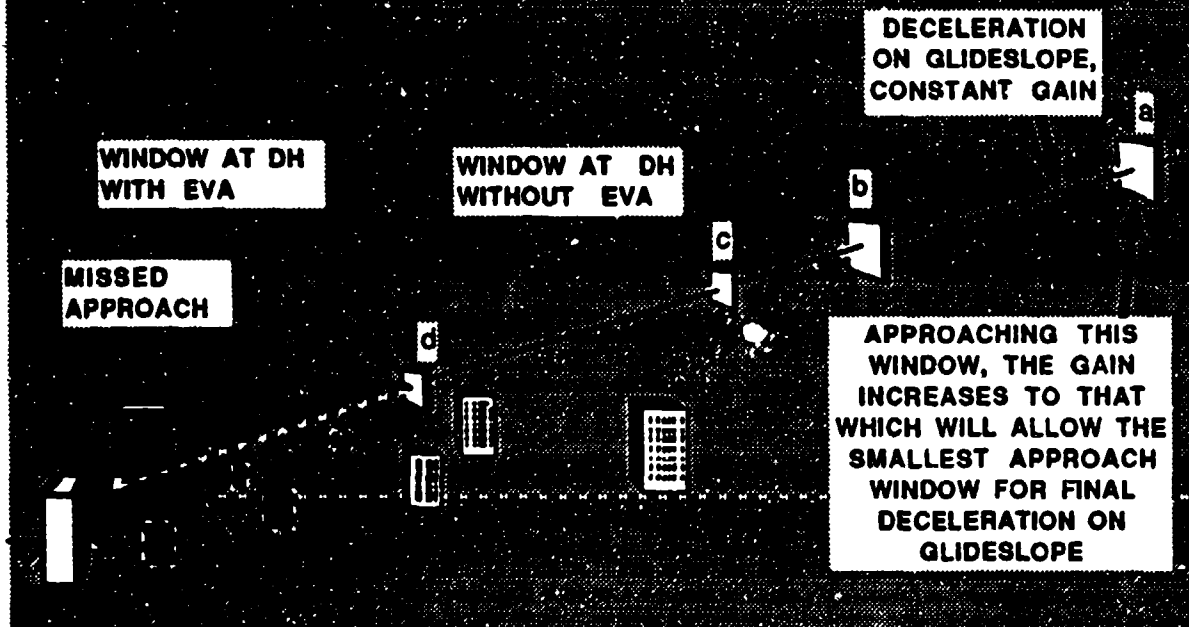 DECELERATION
ON GLIDESLOPE,
CONSTANT GAIN
a
WINDOW AT DH
WITH EVA
WINDOW AT DH
WITHOUT EVA
b
c
MISSED
APPROACH
d
APPROACHING THIS
WINDOW, THE GAIN
INCREASES TO THAT
WHICH WILL ALLOW THE
SMALLEST APPROACH
WINDOW FOR FINAL
DECELERATION ON
GLIDESLOPE